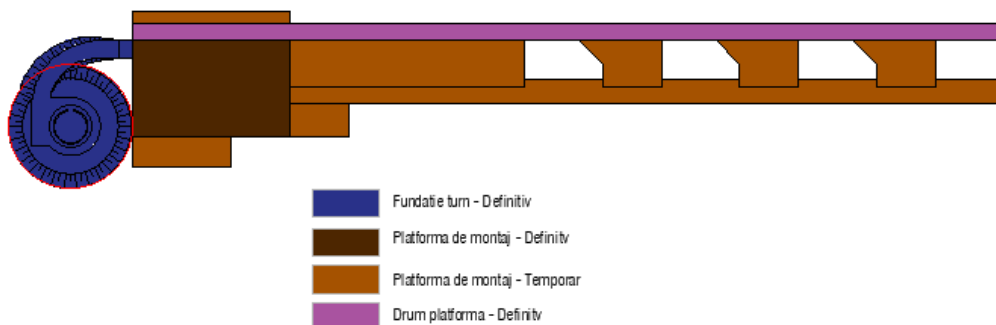 Fundatie turn - Definitiv
Platforma de montaj - Definitv
Platforma de montaj - Temporar
Drum platforma - Definitv